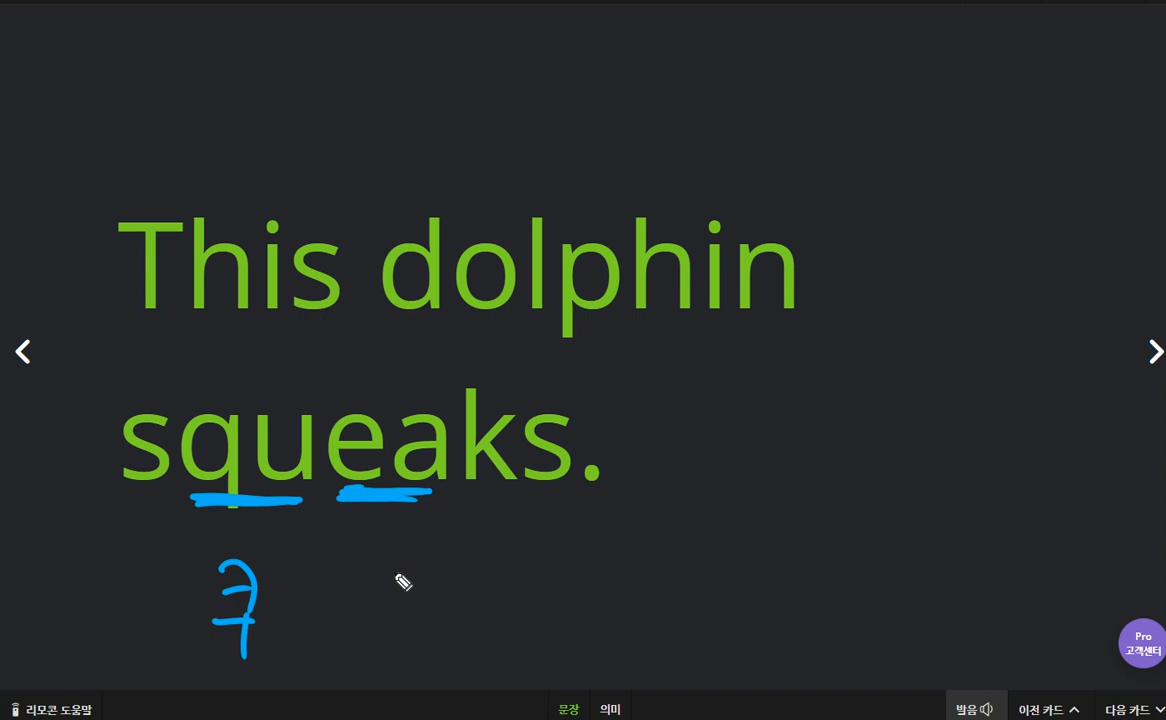 This dolphin
squeaks.
쿠
Pro
고객센터
리모콘 도움말
문장
의미
발음
이전 카드
다음 카드